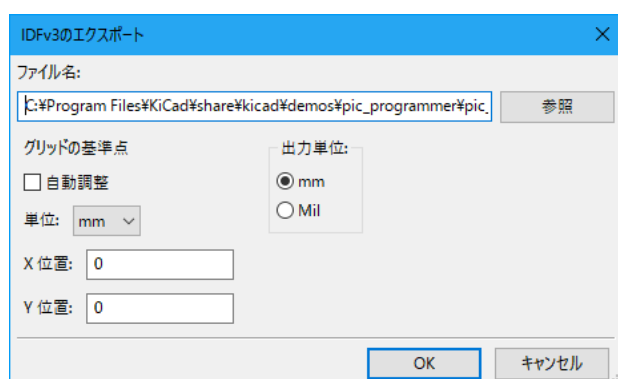 IDFv3のエクスポート
ファイル名:
C:¥Program Files¥KiCad¥share¥kicad¥demos¥pic_programmer¥pic_
参照
グリッドの基準点
出力単位:
自動調整
mm
単位: mm
Mil
X 位置: 0
Y 位置: 0
OK
キャンセル